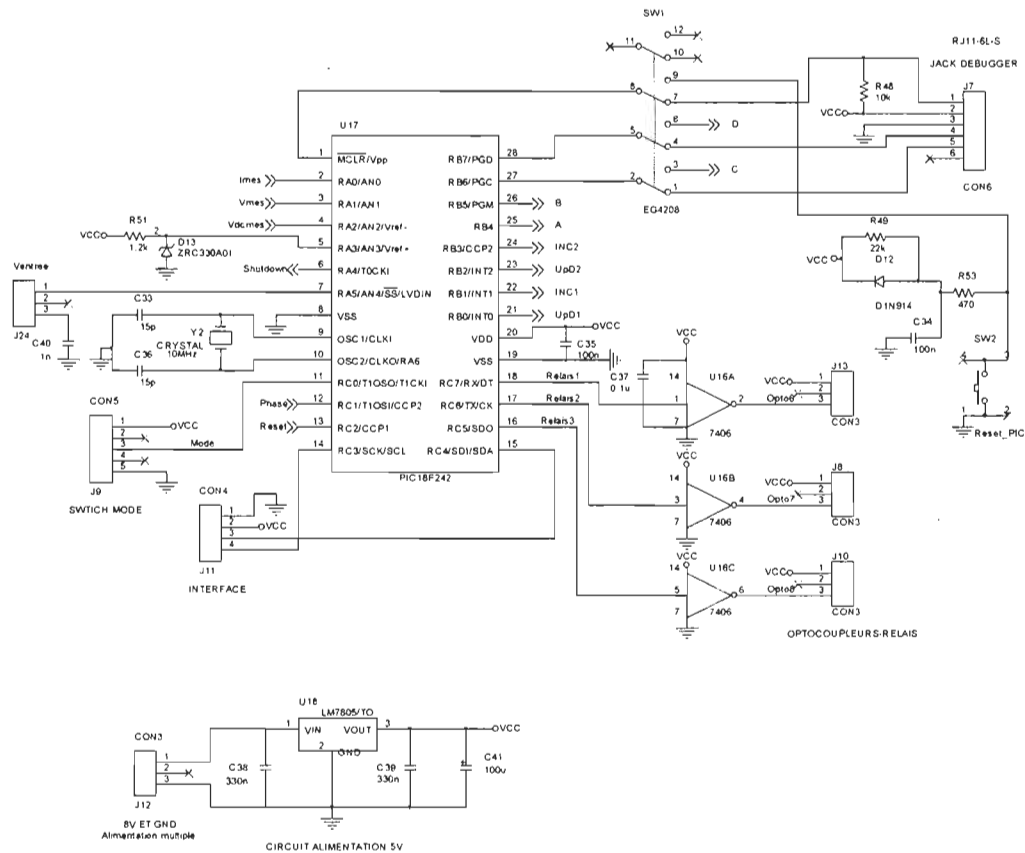 SW1
12
11
10
9
8
7
6
D
5
4
3
C
2
1
EG4208
RJ11-6L-S
JACK DEBUGGER
J7
R48
10k
VCC
1
2
3
4
5
6
CON6
U17
1 MCLR/Vpp
RB7/PGD 28
Imes 2 RA0/AN0
RB6/PGC 27
Vmes 3 RA1/AN1
RB5/PGM 26 B
Vdcmes 4 RA2/AN2/Vref-
RB4 25 A
5 RA3/AN3/Vref+
RB3/CCP2 24 INC2
Shutdown 6 RA4/T0CKI
RB2/INT2 23 UpD2
7 RA5/AN4/SS/LVDIN
RB1/INT1 22 INC1
8 VSS
RB0/INT0 21 UpD1
9 OSC1/CLKI
VDD 20 VCC
10 OSC2/CLKO/RA6
VSS 19
11 RC0/T1OSO/T1CKI
RC7/RX/DT 18 Relais1
Phase 12 RC1/T1OSI/CCP2
RC6/TX/CK 17 Relais2
Reset 13 RC2/CCP1
RC5/SDO 16 Relais3
14 RC3/SCK/SCL
RC4/SDI/SDA 15
PIC18F242
R51
VCC
1.2k
2
D13
ZRC330A01
Ventree
1
2
3
J24
C40
1n
C33
15p
Y2
CRYSTAL
10MHz
C36
15p
CON5
1
2
3
4
5
VCC
Mode
J9
SWTICH MODE
CON4
1
2
3
4
VCC
J11
INTERFACE
C35
100n
R49
22k
VCC
D12
D1N914
R53
470
C34
100n
SW2
4
3
1
2
Reset_PIC
VCC
C37
0.1u
14
U16A
1
2
7
7406
J13
VCC
Opto6
1
2
3
CON3
VCC
14
U16B
3
4
7
7406
J8
VCC
Opto7
1
2
3
CON3
VCC
14
U16C
5
6
7
7406
J10
VCC
Opto8
1
2
3
CON3
OPTOCOUPLEURS-RELAIS
U18
LM7805/TO
1 VIN
VOUT 3
2
GND
VCC
CON3
1
2
3
J12
C38
330n
C39
330n
C41
100u
8V ET GND
Alimentation multiple
CIRCUIT ALIMENTATION 5V